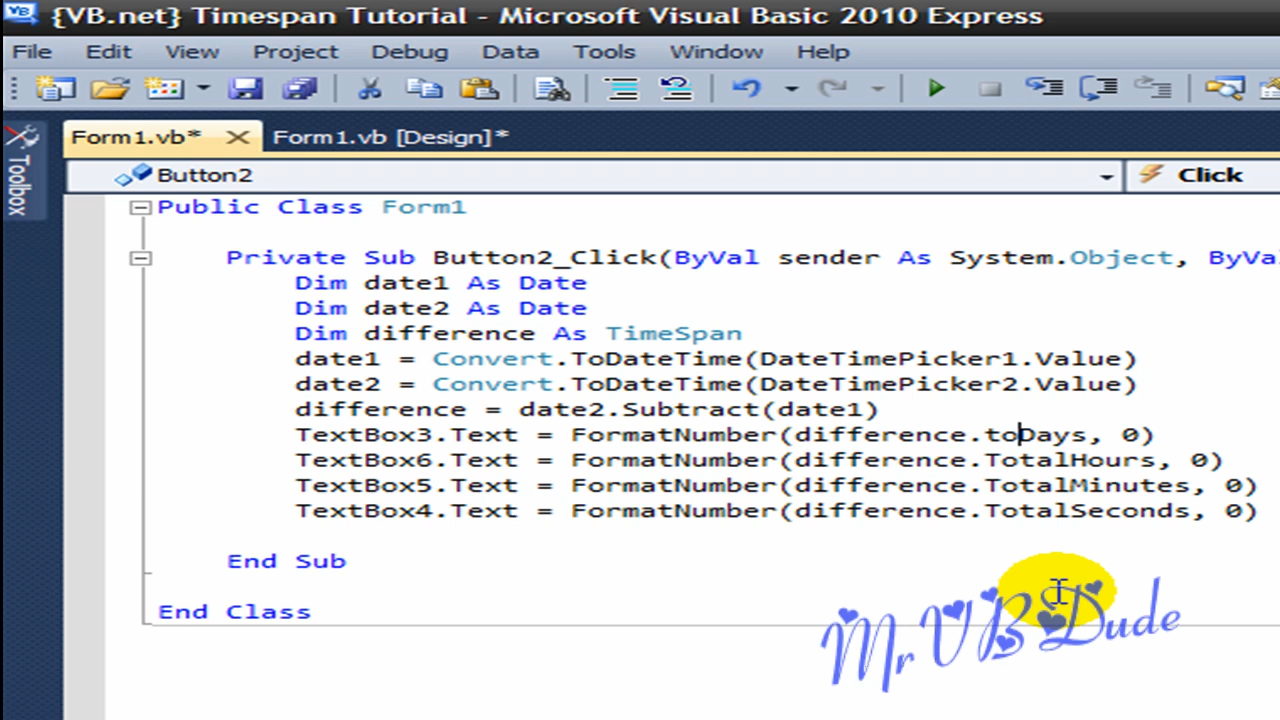 {VB.net} Timespan Tutorial - Microsoft Visual Basic 2010 Express
File Edit View Project Debug Data Tools Window Help
Form1.vb* Form1.vb [Design]*
Toolbox
Button2 Click
Public Class Form1
Private Sub Button2_Click(ByVal sender As System.Object, ByVa
Dim date1 As Date
Dim date2 As Date
Dim difference As TimeSpan
date1 = Convert.ToDateTime(DateTimePicker1.Value)
date2 = Convert.ToDateTime(DateTimePicker2.Value)
difference = date2.Subtract(date1)
TextBox3.Text = FormatNumber(difference.toDays, 0)
TextBox6.Text = FormatNumber(difference.TotalHours, 0)
TextBox5.Text = FormatNumber(difference.TotalMinutes, 0)
TextBox4.Text = FormatNumber(difference.TotalSeconds, 0)
End Sub
End Class
Mr VB Dude